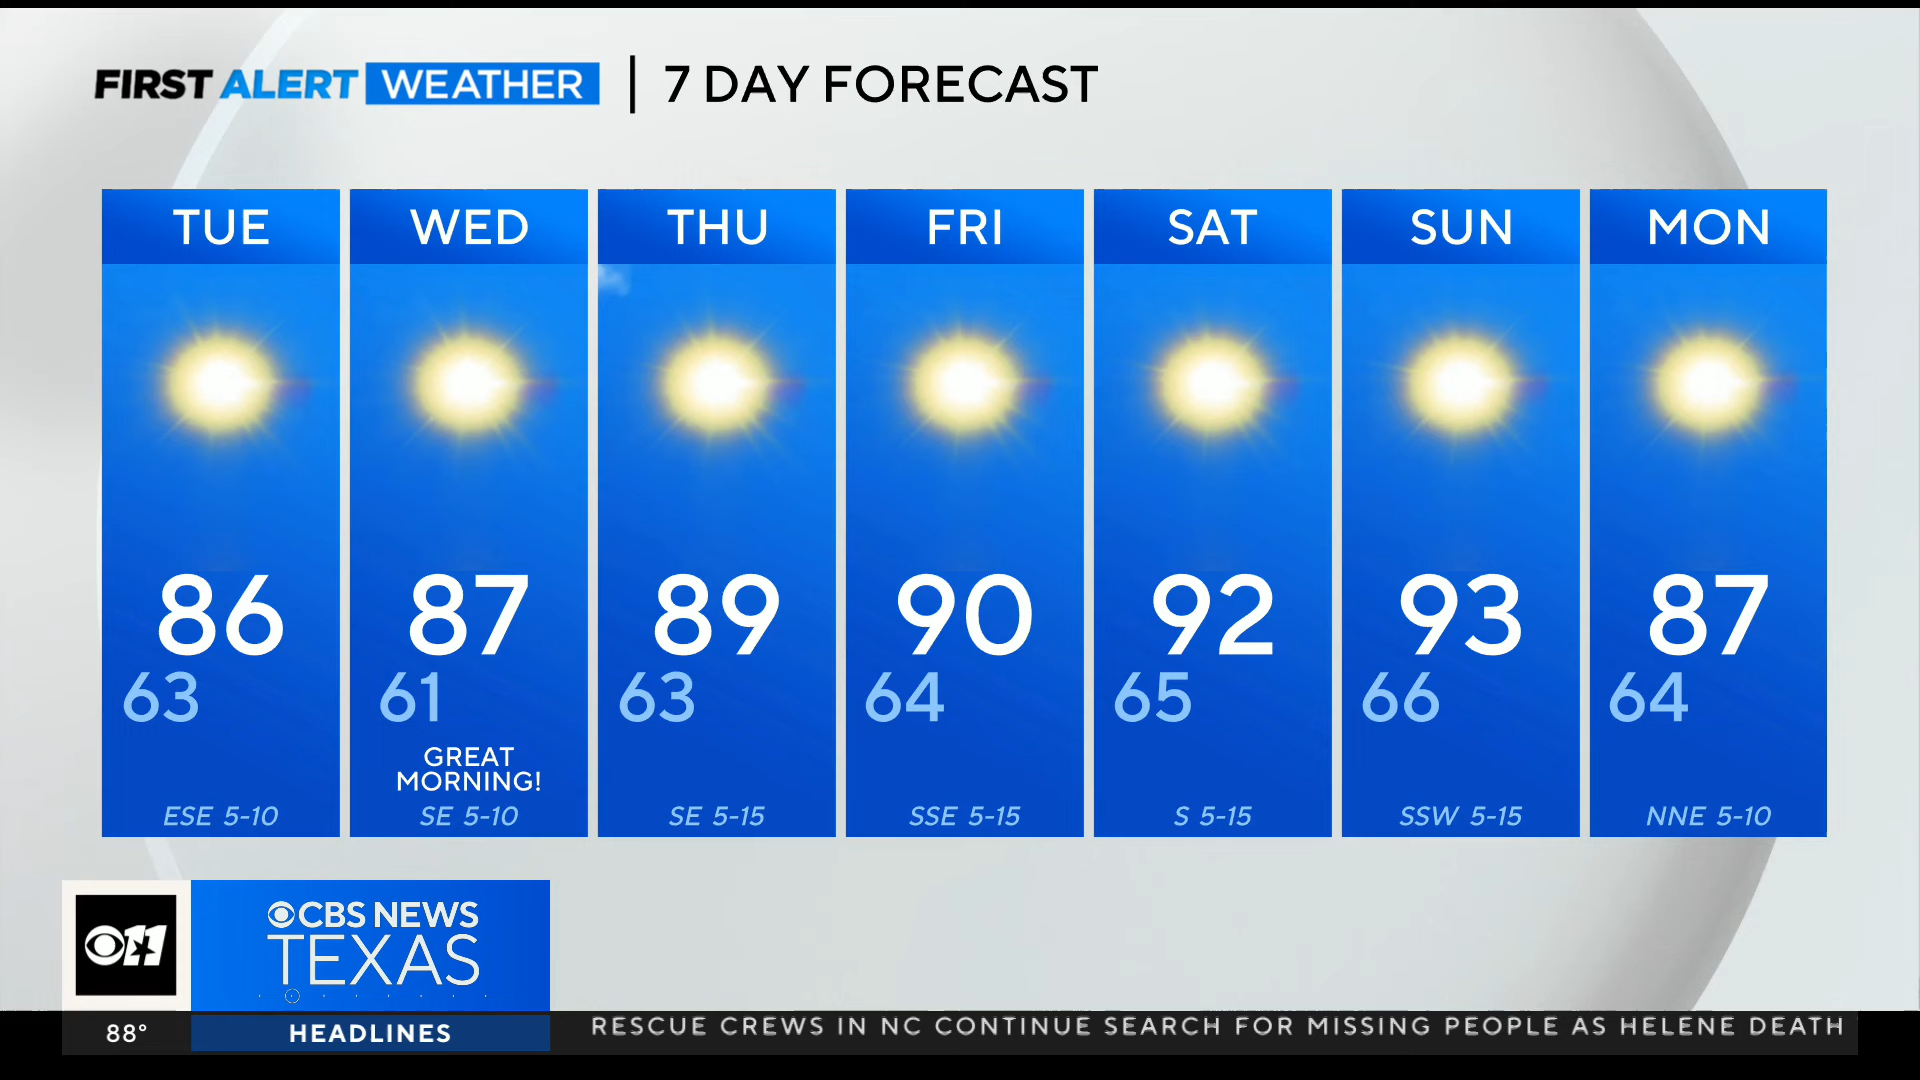 FIRST ALERT WEATHER | 7 DAY FORECAST
TUE WED THU FRI SAT SUN MON
86 87 89 90 92 93 87
63 61 63 64 65 66 64
GREAT
MORNING!
ESE 5-10 SE 5-10 SE 5-15 SSE 5-15 S 5-15 SSW 5-15 NNE 5-10
11 CBS NEWS
TEXAS
88° HEADLINES RESCUE CREWS IN NC CONTINUE SEARCH FOR MISSING PEOPLE AS HELENE DEATH